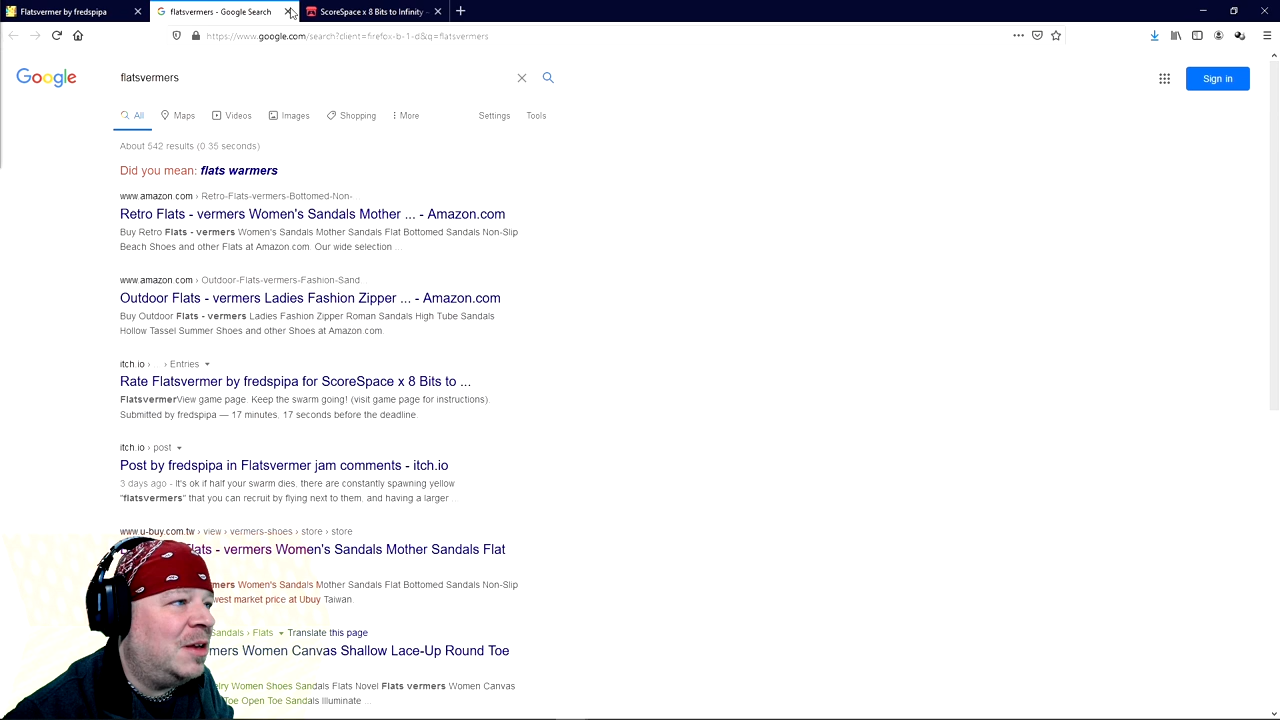 Flatsvermer by fredspipa
flatsvermers - Google Search
ScoreSpace x 8 Bits to Infinity -
https://www.google.com/search?client=firefox-b-1-d&q=flatsvermers
Google
flatsvermers
Sign in
All
Maps
Videos
Images
Shopping
More
Settings
Tools
About 542 results (0.35 seconds)
Did you mean: flats warmers
www.amazon.com › Retro-Flats-vermers-Bottomed-Non-
Retro Flats - vermers Women's Sandals Mother ... - Amazon.com
Buy Retro Flats - vermers Women's Sandals Mother Sandals Flat Bottomed Sandals Non-Slip
Beach Shoes and other Flats at Amazon.com. Our wide selection ...
www.amazon.com › Outdoor-Flats-vermers-Fashion-Sand
Outdoor Flats - vermers Ladies Fashion Zipper ... - Amazon.com
Buy Outdoor Flats - vermers Ladies Fashion Zipper Roman Sandals High Tube Sandals
Hollow Tassel Summer Shoes and other Shoes at Amazon.com.
itch.io › › Entries
Rate Flatsvermer by fredspipa for ScoreSpace x 8 Bits to ...
FlatsvermerView game page. Keep the swarm going! (visit game page for instructions).
Submitted by fredspipa — 17 minutes, 17 seconds before the deadline.
itch.io › post
Post by fredspipa in Flatsvermer jam comments - itch.io
3 days ago - It's ok if half your swarm dies, there are constantly spawning yellow
"flatsvermers" that you can recruit by flying next to them, and having a larger ...
www.u-buy.com.tw › view › vermers-shoes › store › store
Flats - vermers Women's Sandals Mother Sandals Flat
Women's Sandals Mother Sandals Flat Bottomed Sandals Non-Slip
market price at Ubuy Taiwan.
Sandals › Flats Translate this page
Women Canvas Shallow Lace-Up Round Toe
Women Shoes Sandals Flats Novel Flats vermers Women Canvas
Toe Open Toe Sandals Illuminate ...